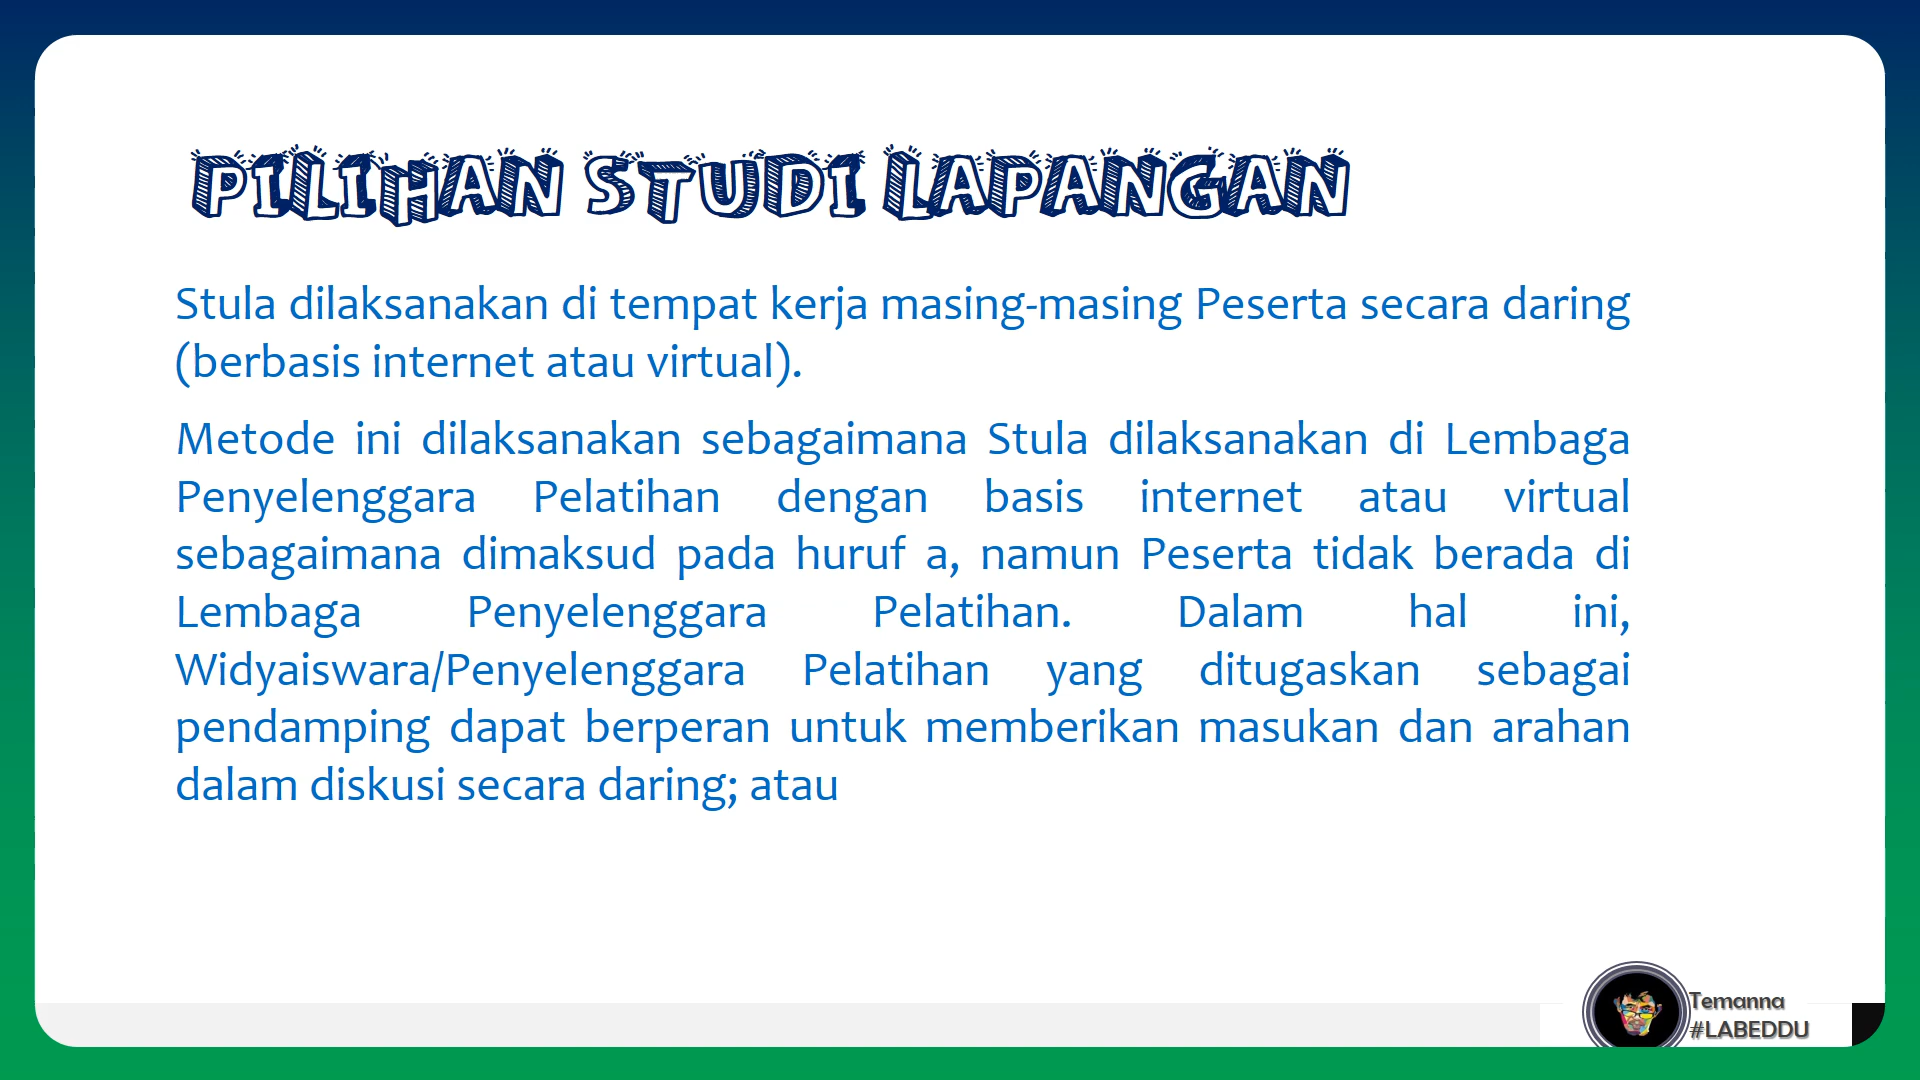 PILIHAN STUDI LAPANGAN
Stula dilaksanakan di tempat kerja masing-masing Peserta secara daring
(berbasis internet atau virtual).
Metode ini dilaksanakan sebagaimana Stula dilaksanakan di Lembaga
Penyelenggara Pelatihan dengan basis internet atau virtual
sebagaimana dimaksud pada huruf a, namun Peserta tidak berada di
Lembaga Penyelenggara Pelatihan. Dalam hal ini,
Widyaiswara/Penyelenggara Pelatihan yang ditugaskan sebagai
pendamping dapat berperan untuk memberikan masukan dan arahan
dalam diskusi secara daring; atau
Temanna
#LABEDDU